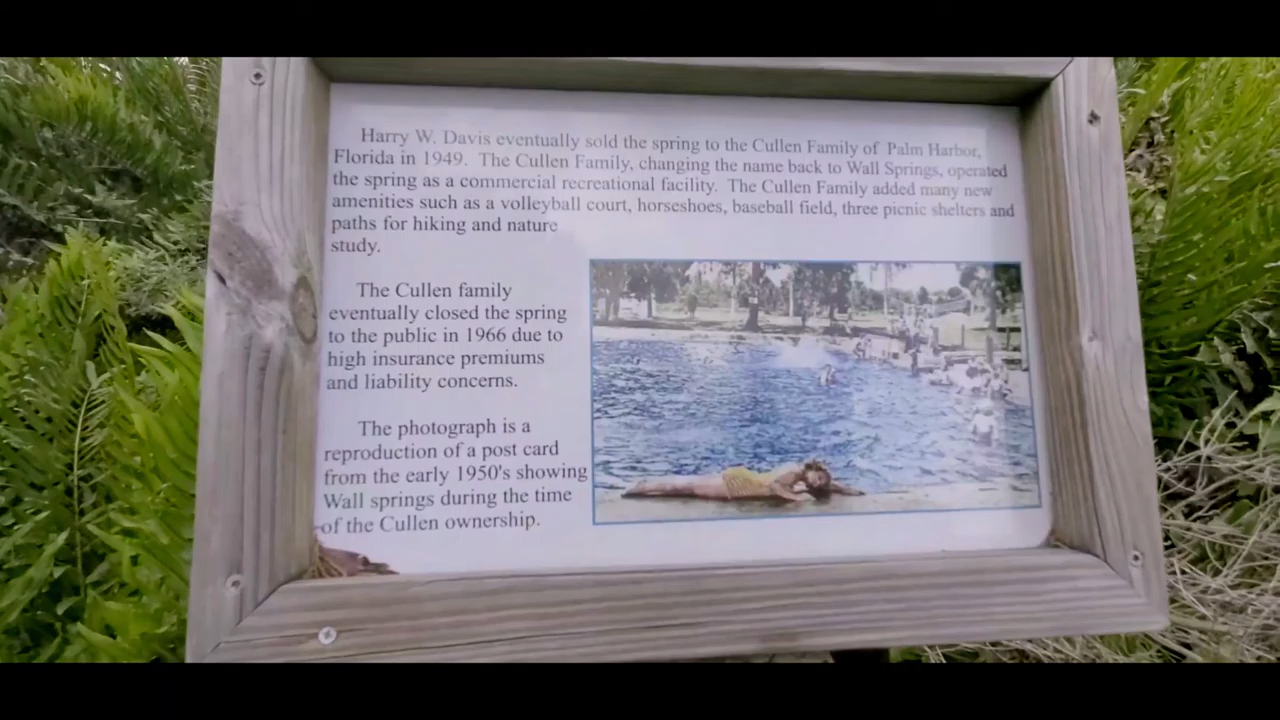 Harry W. Davis eventually sold the spring to the Cullen Family of Palm Harbor,
Florida in 1949. The Cullen Family, changing the name back to Wall Springs, operated
the spring as a commercial recreational facility. The Cullen Family added many new
amenities such as a volleyball court, horseshoes, baseball field, three picnic shelters and
paths for hiking and nature
study.
The Cullen family
eventually closed the spring
to the public in 1966 due to
high insurance premiums
and liability concerns.
The photograph is a
reproduction of a post card
from the early 1950's showing
Wall springs during the time
of the Cullen ownership.